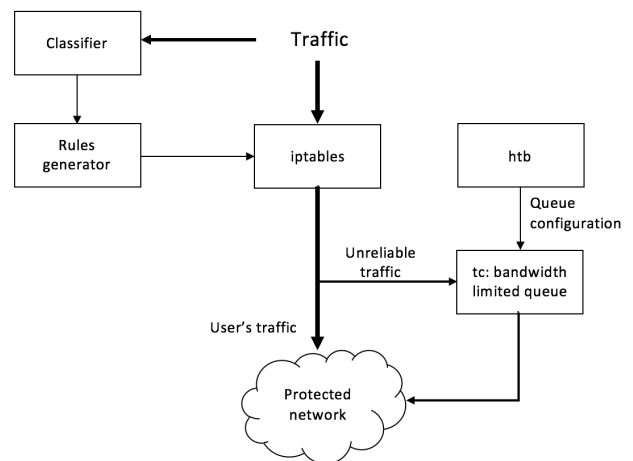 Traffic
Classifier
Rules
generator
iptables
htb
Queue
configuration
Unreliable
traffic
tc: bandwidth
limited queue
User's traffic
Protected
network